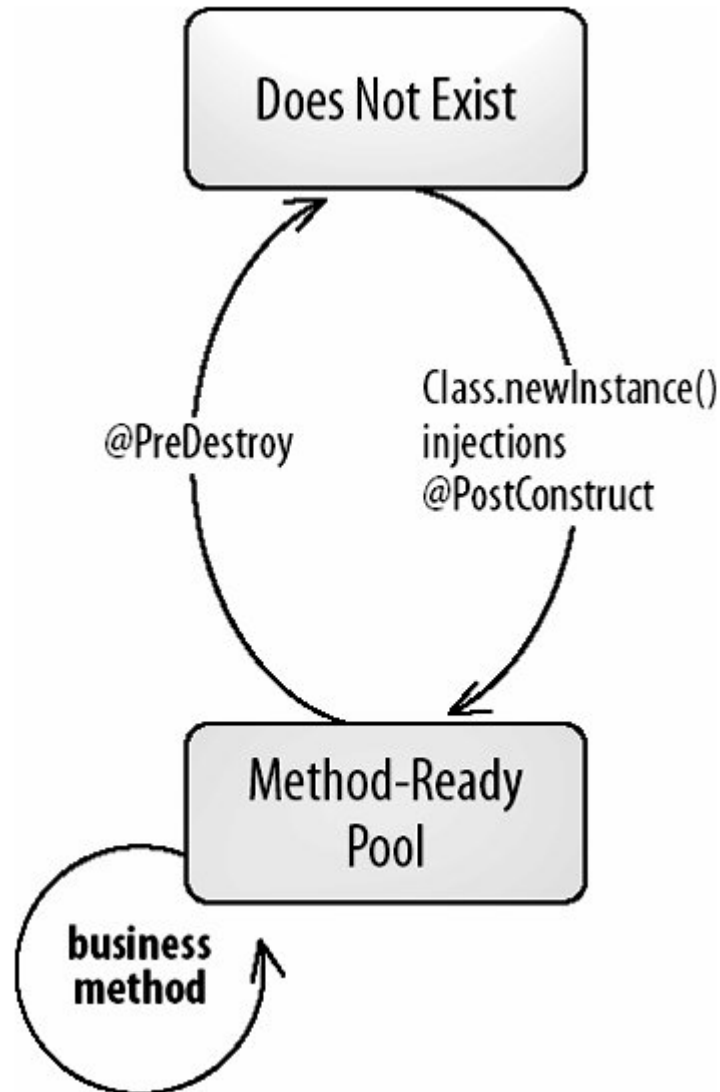 Does Not Exist
Class.newInstance()
injections
@PostConstruct
@PreDestroy
Method-Ready
Pool
business
method